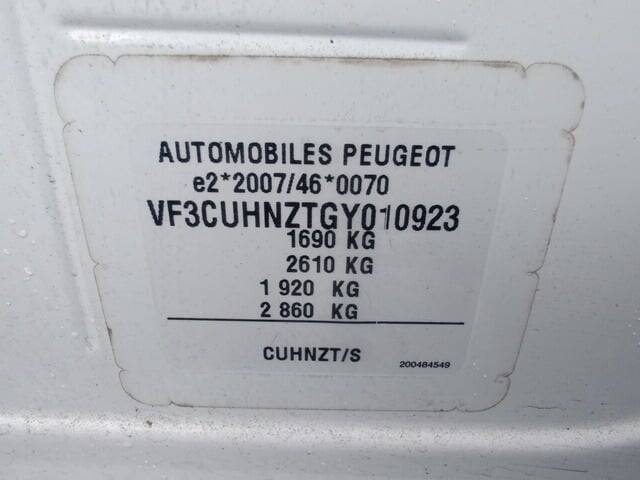 AUTOMOBILES PEUGEOT
e2*2007/46*0070
VF3CUHNZTGY010923
1690 KG
2610 KG
1 920 KG
2 860 KG
CUHNZT/S
200484549